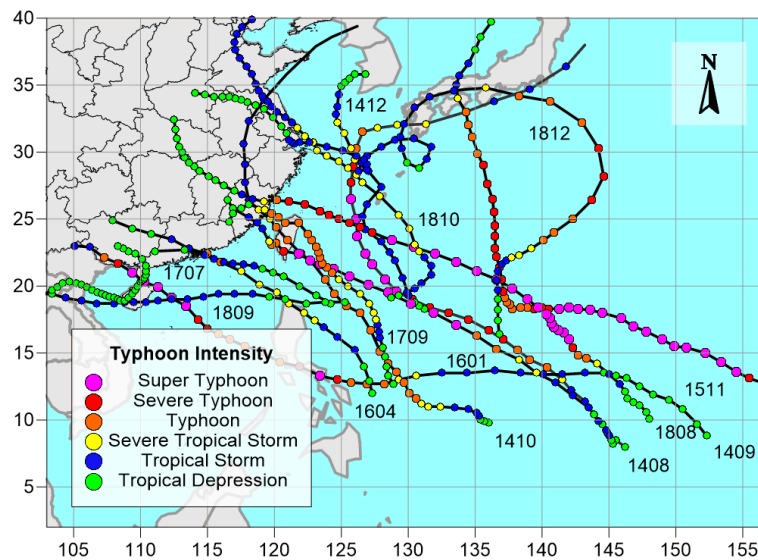 40
35
30
25
20
15
10
5
N
1412
1812
1810
1707
1809
1709
1601
1511
1604
1410
1408
1808
1409
Typhoon Intensity
Super Typhoon
Severe Typhoon
Typhoon
Severe Tropical Storm
Tropical Storm
Tropical Depression
105 110 115 120 125 130 135 140 145 150 155